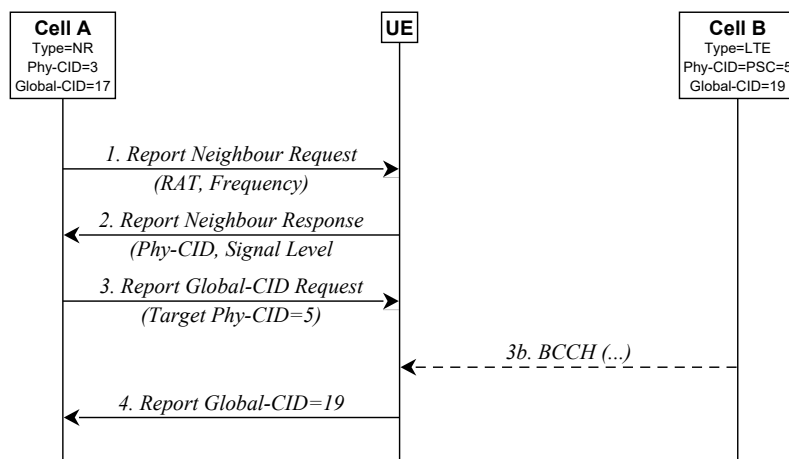 Cell A
Type=NR
Phy-CID=3
Global-CID=17
UE
Cell B
Type=LTE
Phy-CID=PSC=5
Global-CID=19
1. Report Neighbour Request
(RAT, Frequency)
2. Report Neighbour Response
(Phy-CID, Signal Level
3. Report Global-CID Request
(Target Phy-CID=5)
3b. BCCH (...)
4. Report Global-CID=19